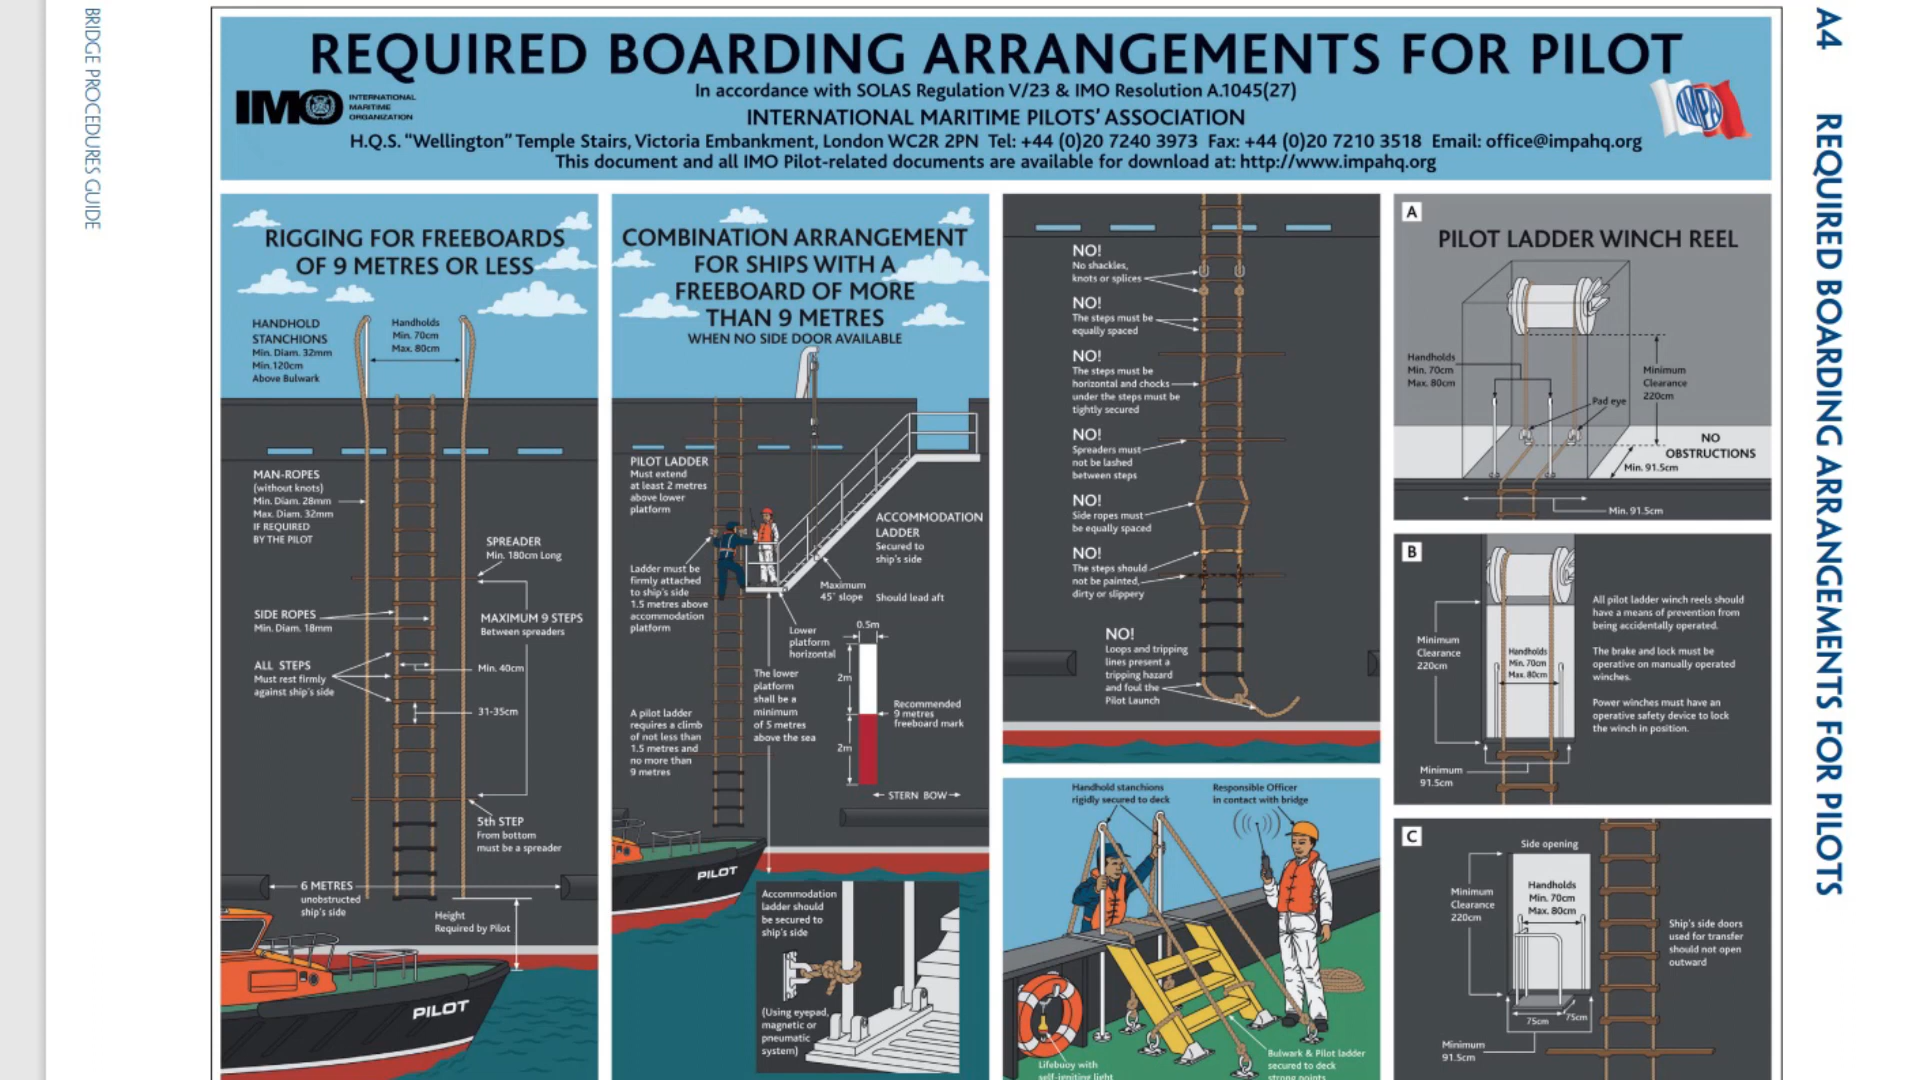 BRIDGE PROCEDURES GUIDE
REQUIRED BOARDING ARRANGEMENTS FOR PILOT
In accordance with SOLAS Regulation V/23 & IMO Resolution A.1045(27)
INTERNATIONAL MARITIME PILOTS' ASSOCIATION
H.Q.S. "Wellington" Temple Stairs, Victoria Embankment, London WC2R 2PN Tel: +44 (0)20 7240 3973 Fax: +44 (0)20 7210 3518 Email: office@impahq.org
This document and all IMO Pilot-related documents are available for download at: http://www.impahq.org
IMO
INTERNATIONAL
MARITIME
ORGANIZATION
IMPA
RIGGING FOR FREEBOARDS
OF 9 METRES OR LESS
HANDHOLD
STANCHIONS
Min. Diam. 32mm
Min.120cm
Above Bulwark
Handholds
Min. 70cm
Max. 80cm
MAN-ROPES
(without knots)
Min. Diam. 28mm
Max. Diam. 32mm
IF REQUIRED
BY THE PILOT
SPREADER
Min. 180cm Long
SIDE ROPES
Min. Diam. 18mm
MAXIMUM 9 STEPS
Between spreaders
ALL STEPS
Must rest firmly
against ship's side
Min. 40cm
31-35cm
5th STEP
From bottom
must be a spreader
6 METRES
unobstructed
ship's side
Height
Required by Pilot
PILOT
COMBINATION ARRANGEMENT
FOR SHIPS WITH A
FREEBOARD OF MORE
THAN 9 METRES
WHEN NO SIDE DOOR AVAILABLE
PILOT LADDER
Must extend
at least 2 metres
above lower
platform
ACCOMMODATION
LADDER
Secured to
ship's side
Ladder must be
firmly attached
to ship's side
1.5 metres above
accommodation
platform
Maximum
45° slope
Should lead aft
Lower
platform
horizontal
0.5m
2m
The lower
platform
shall be a
minimum
of 5 metres
above the sea
Recommended
9 metres
freeboard mark
2m
A pilot ladder
requires a climb
of not less than
1.5 metres and
no more than
9 metres
STERN BOW
PILOT
Accommodation
ladder should
be secured to
ship's side
(Using eyepad,
magnetic or
pneumatic
system)
NO!
No shackles,
knots or splices
NO!
The steps must be
equally spaced
NO!
The steps must be
horizontal and chocks
under the steps must be
tightly secured
NO!
Spreaders must
not be lashed
between steps
NO!
Side ropes must
be equally spaced
NO!
The steps should
not be painted,
dirty or slippery
NO!
Loops and tripping
lines present a
tripping hazard
and foul the
Pilot Launch
Handhold stanchions
rigidly secured to deck
Responsible Officer
in contact with bridge
Lifebuoy with
self-igniting light
Bulwark & Pilot ladder
secured to deck
strong points
A
PILOT LADDER WINCH REEL
Handholds
Min. 70cm
Max. 80cm
Minimum
Clearance
220cm
Pad eye
NO
OBSTRUCTIONS
Min. 91.5cm
Min. 91.5cm
B
Minimum
Clearance
220cm
Handholds
Min. 70cm
Max. 80cm
Minimum
91.5cm
All pilot ladder winch reels should
have a means of prevention from
being accidentally operated.
The brake and lock must be
operative on manually operated
winches.
Power winches must have an
operative safety device to lock
the winch in position.
C
Side opening
Minimum
Clearance
220cm
Handholds
Min. 70cm
Max. 80cm
75cm
75cm
Minimum
91.5cm
Ship's side doors
used for transfer
should not open
outward
A4 REQUIRED BOARDING ARRANGEMENTS FOR PILOTS